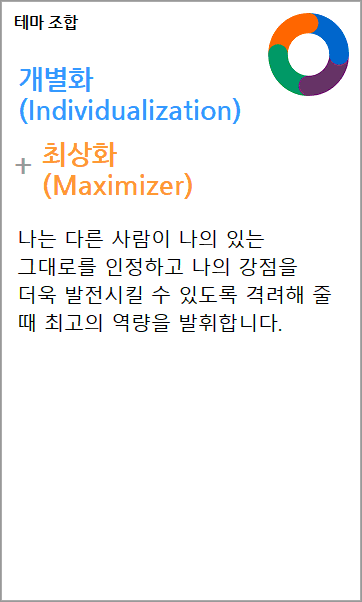 테마 조합
개별화
(Individualization)
+ 최상화
(Maximizer)
나는 다른 사람이 나의 있는
그대로를 인정하고 나의 강점을
더욱 발전시킬 수 있도록 격려해 줄
때 최고의 역량을 발휘합니다.